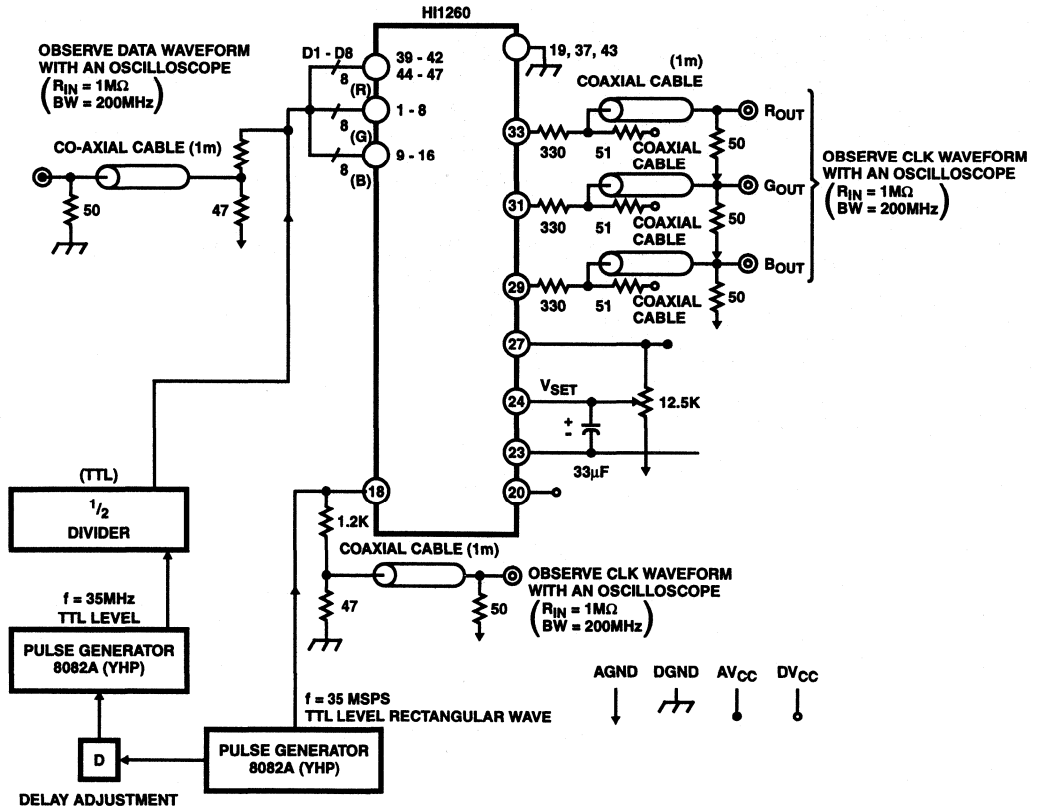 HI1260
OBSERVE DATA WAVEFORM
WITH AN OSCILLOSCOPE
(RIN = 1MΩ
BW = 200MHz)
D1 - D8
8
(R)
39 - 42
44 - 47
8
(G)
1 - 8
8
(B)
9 - 16
19, 37, 43
CO-AXIAL CABLE (1m)
50
47
(1m)
COAXIAL CABLE
33
330
51
COAXIAL
CABLE
50
ROUT
31
330
51
COAXIAL
CABLE
50
GOUT
29
330
51
COAXIAL
CABLE
50
BOUT
OBSERVE CLK WAVEFORM
WITH AN OSCILLOSCOPE
(RIN = 1MΩ
BW = 200MHz)
27
24
VSET
12.5K
+
-
23
33μF
20
18
1.2K
COAXIAL CABLE (1m)
47
50
OBSERVE CLK WAVEFORM
WITH AN OSCILLOSCOPE
(RIN = 1MΩ
BW = 200MHz)
(TTL)
1/2
DIVIDER
f = 35MHz
TTL LEVEL
PULSE GENERATOR
8082A (YHP)
D
DELAY ADJUSTMENT
f = 35 MSPS
TTL LEVEL RECTANGULAR WAVE
PULSE GENERATOR
8082A (YHP)
AGND
DGND
AVCC
DVCC